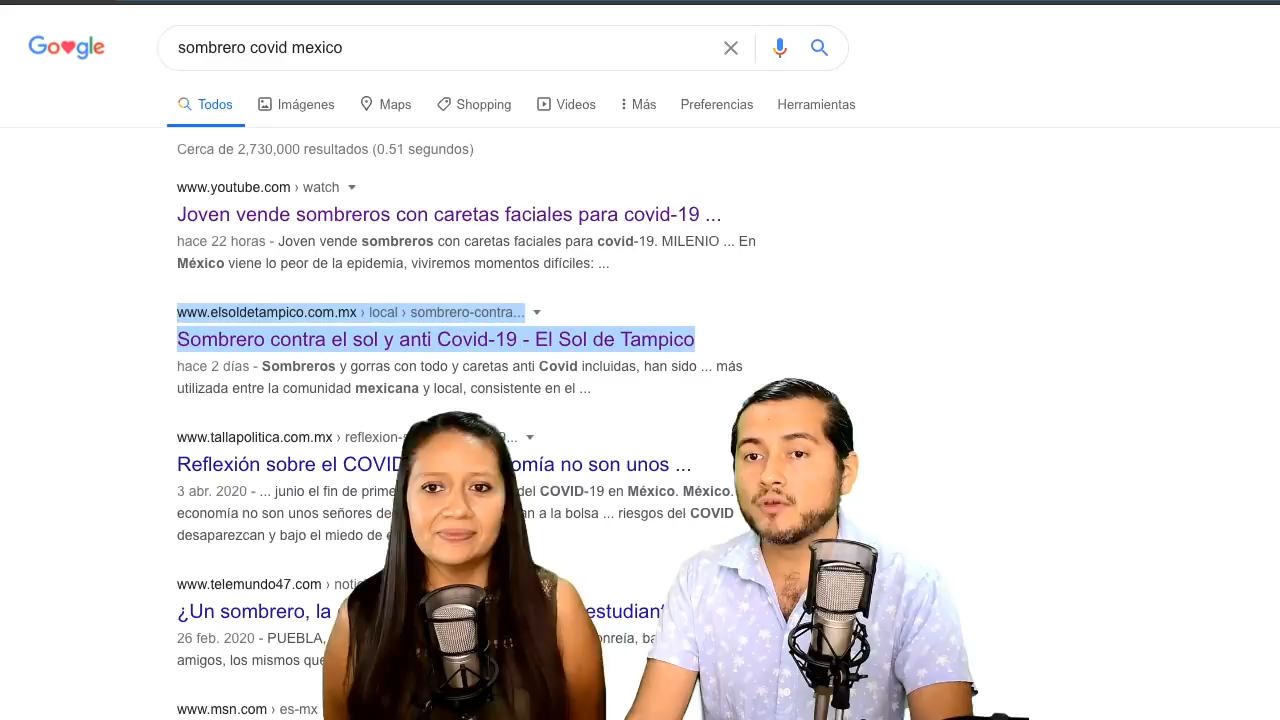 Google
sombrero covid mexico
Todos Imágenes Maps Shopping Videos Más Preferencias Herramientas
Cerca de 2,730,000 resultados (0.51 segundos)
www.youtube.com › watch
Joven vende sombreros con caretas faciales para covid-19 ...
hace 22 horas - Joven vende sombreros con caretas faciales para covid-19. MILENIO ... En
México viene lo peor de la epidemia, viviremos momentos difíciles: ...
www.elsoldetampico.com.mx › local › sombrero-contra...
Sombrero contra el sol y anti Covid-19 - El Sol de Tampico
hace 2 días - Sombreros y gorras con todo y caretas anti Covid incluidas, han sido ... más
utilizada entre la comunidad mexicana y local, consistente en el ...
www.tallapolitica.com.mx › ...
Reflexión sobre el no son unos ...
3 abr. 2020 - ... junio el fin de del COVID-19 en México. México.
economía no son unos señores a la bolsa ... riesgos del COVID
desaparezcan y bajo el miedo de
www.telemundo47.com ›
¿Un sombrero, la
26 feb. 2020 - PUEBLA,
amigos, los mismos
www.msn.com › es-mx